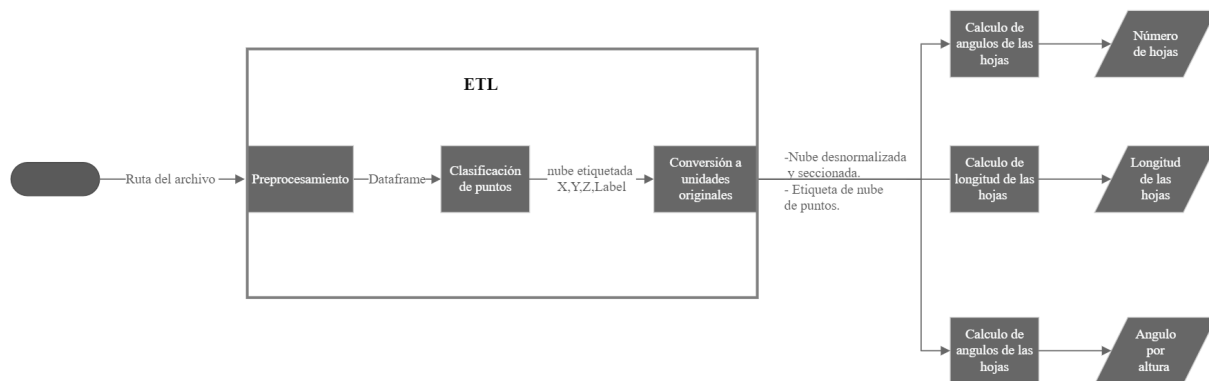 ETL
Ruta del archivo
Preprocesamiento
Dataframe
Clasificación
de puntos
nube etiquetada
X,Y,Z,Label
Conversión a
unidades
originales
-Nube desnormalizada
y seccionada.
- Etiqueta de nube
de puntos.
Calculo de
angulos de las
hojas
Número
de hojas
Calculo de
longitud de las
hojas
Longitud
de las
hojas
Calculo de
angulos de las
hojas
Angulo
por
altura